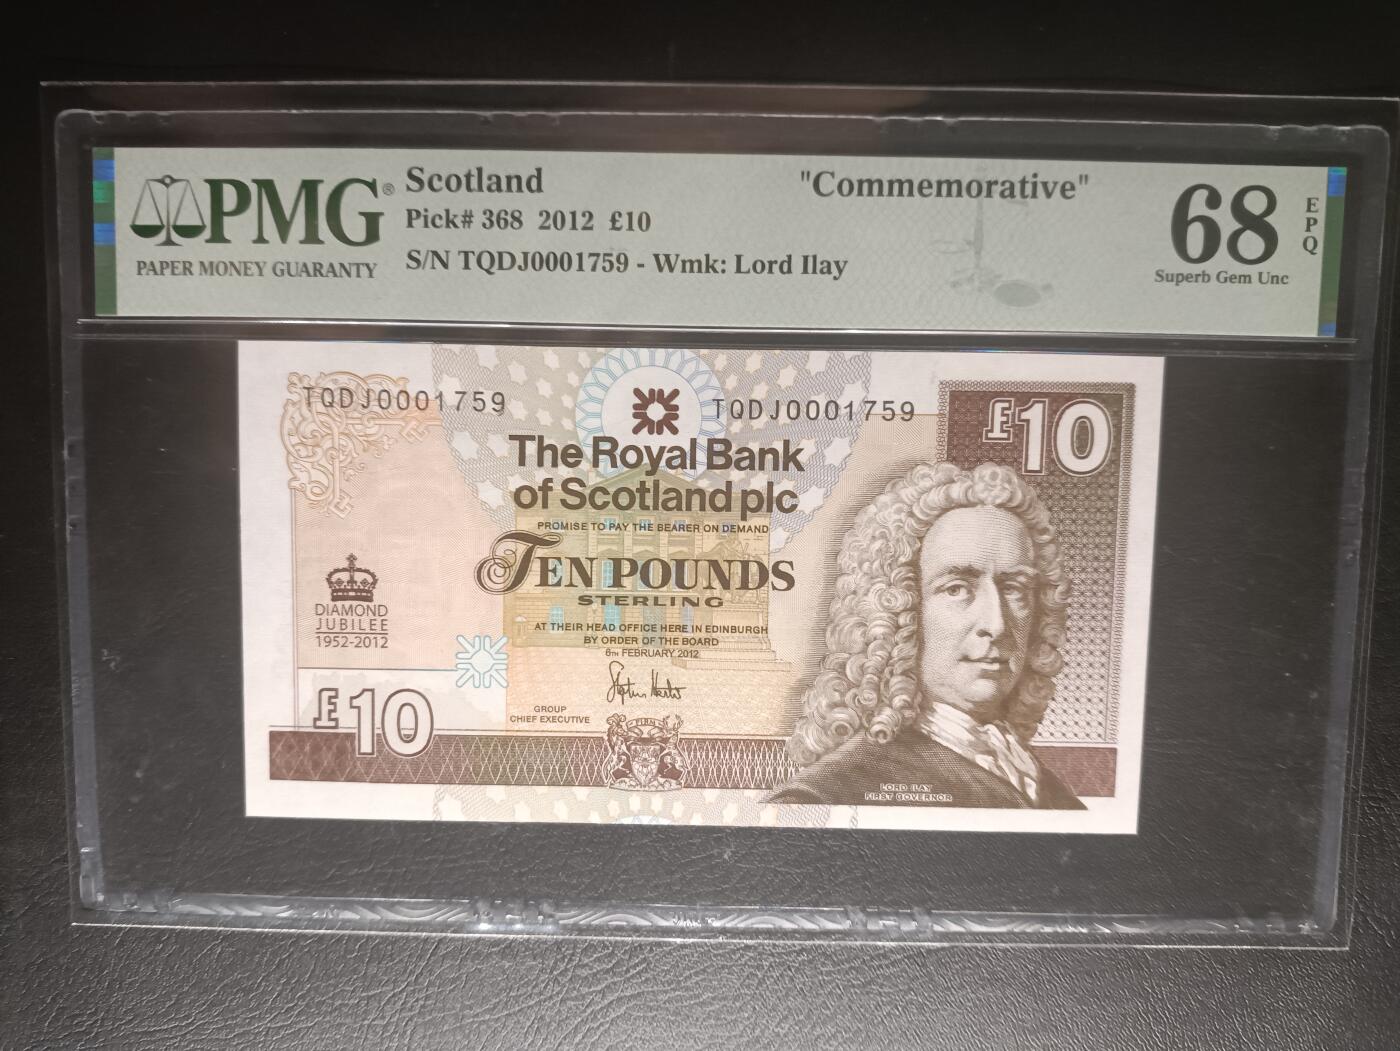 PMG®
PAPER MONEY GUARANTY
Scotland
Pick# 368 2012 £10
S/N TQDJ0001759 - Wmk: Lord Ilay
"Commemorative"
68
EPQ
Superb Gem Unc
TQDJ0001759
TQDJ0001759
£10
The Royal Bank
of Scotland plc
PROMISE TO PAY THE BEARER ON DEMAND
TEN POUNDS
STERLING
AT THEIR HEAD OFFICE HERE IN EDINBURGH
BY ORDER OF THE BOARD
6TH FEBRUARY 2012
DIAMOND
JUBILEE
1952-2012
£10
GROUP
CHIEF EXECUTIVE
FIRM
LORD ILAY
FIRST GOVERNOR